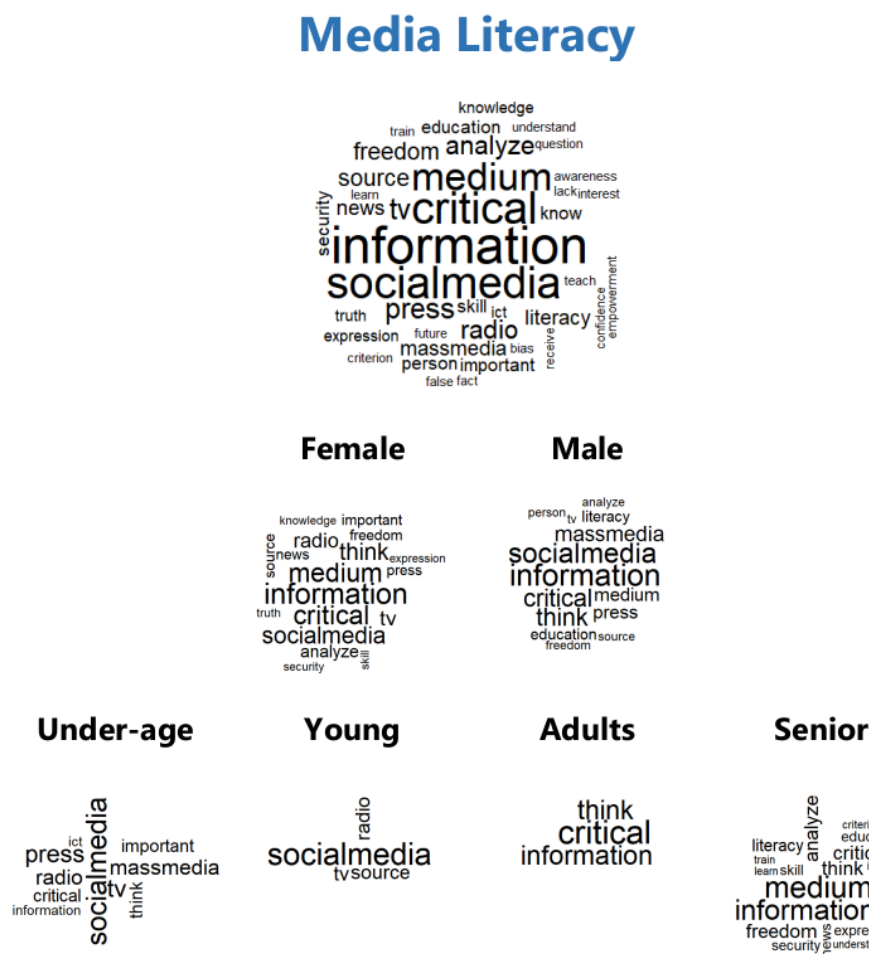 Media Literacy
knowledge
train education understand
freedom analyze question
source medium awareness
learn lack interest
security news tv critical know
information
socialmedia teach
confidence empowerment
truth press skill ict literacy
expression future radio receive
massmedia bias
criterion person important
false fact
Female Male
knowledge important
source radio freedom
news think expression
medium press
information
truth critical tv
socialmedia
analyze skill
security
analyze
person tv literacy
massmedia
socialmedia
information
critical medium
think press
education source
freedom
Under-age Young Adults Senior
socialmedia
ict important
press massmedia
radio tv
critical think
information
radio
socialmedia
tv source
think
critical
information
analyze
literacy
train think
learn skill
medium
information
freedom
security